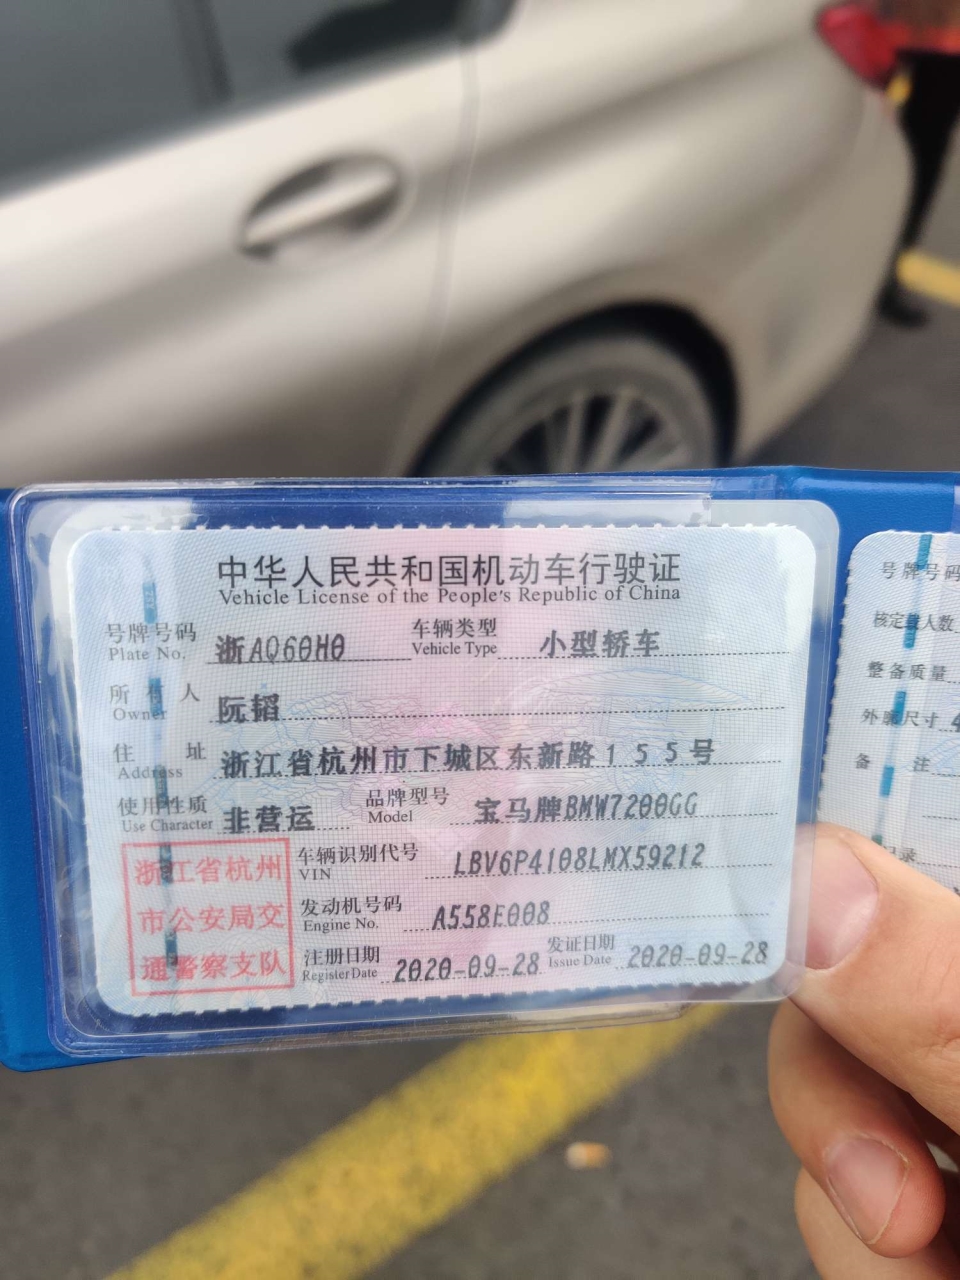 中华人民共和国机动车行驶证
Vehicle License of the People's Republic of China
号牌号码 浙AQ60H0 车辆类型 小型轿车
Plate No. Vehicle Type
所有人 阮韬
Owner
住址 浙江省杭州市下城区东新路155号
Address
使用性质 非营运 品牌型号 宝马牌BMW7200GG
Use Character Model
浙江省杭州
市公安局交
通警察支队
车辆识别代号 LBV6P4108LMX59212
VIN
发动机号码 A558E008
Engine No.
注册日期 2020-09-28 发证日期 2020-09-28
Register Date Issue Date
号牌号码
核定载人数
整备质量
外廓尺寸 4
备注
记录